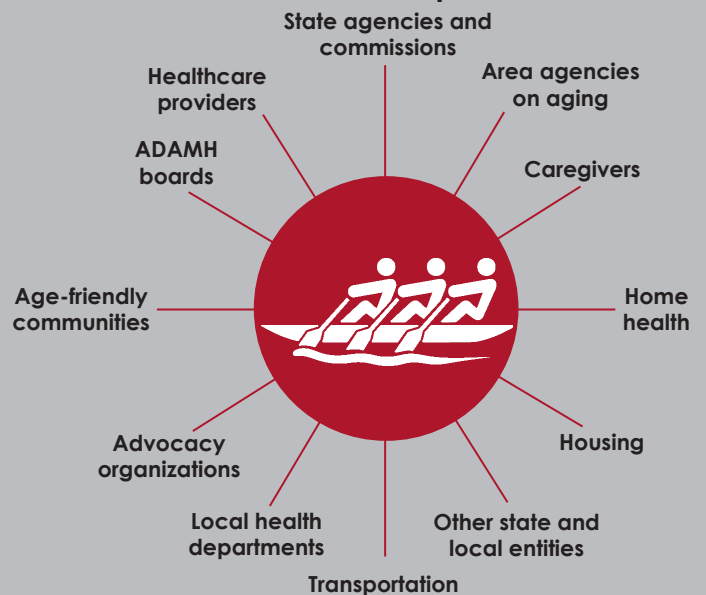 State agencies and
commissions
Area agencies
on aging
Caregivers
Home
health
Housing
Other state and
local entities
Transportation
Local health
departments
Advocacy
organizations
Age-friendly
communities
ADAMH
boards
Healthcare
providers